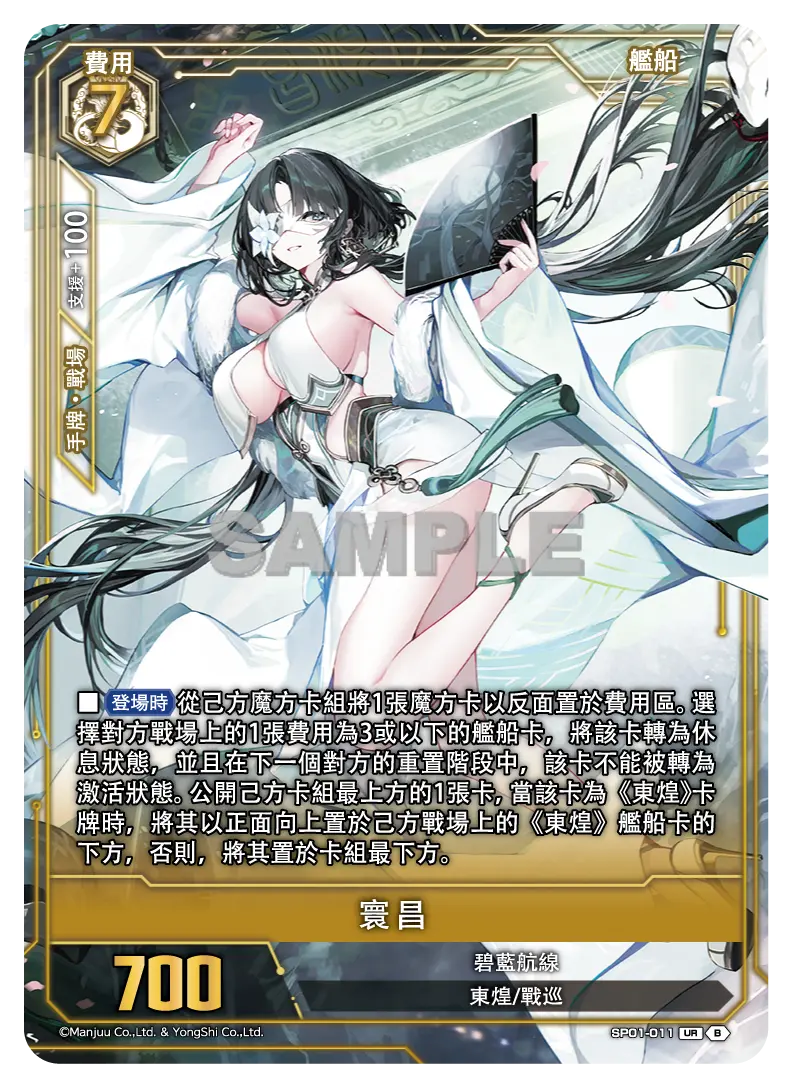 費用
7
艦船
支援+100
手牌・戰場
SAMPLE
■ 登場時 從己方魔方卡組將1張魔方卡以反面置於費用區。選
擇對方戰場上的1張費用為3或以下的艦船卡，將該卡轉為休
息狀態，並且在下一個對方的重置階段中，該卡不能被轉為
激活狀態。公開己方卡組最上方的1張卡，當該卡為《東煌》卡
牌時，將其以正面向上置於己方戰場上的《東煌》艦船卡的
下方，否則，將其置於卡組最下方。
寰昌
700
碧藍航線
東煌/戰巡
©Manjuu Co.,Ltd. & YongShi Co.,Ltd.
SP01-011 UR B